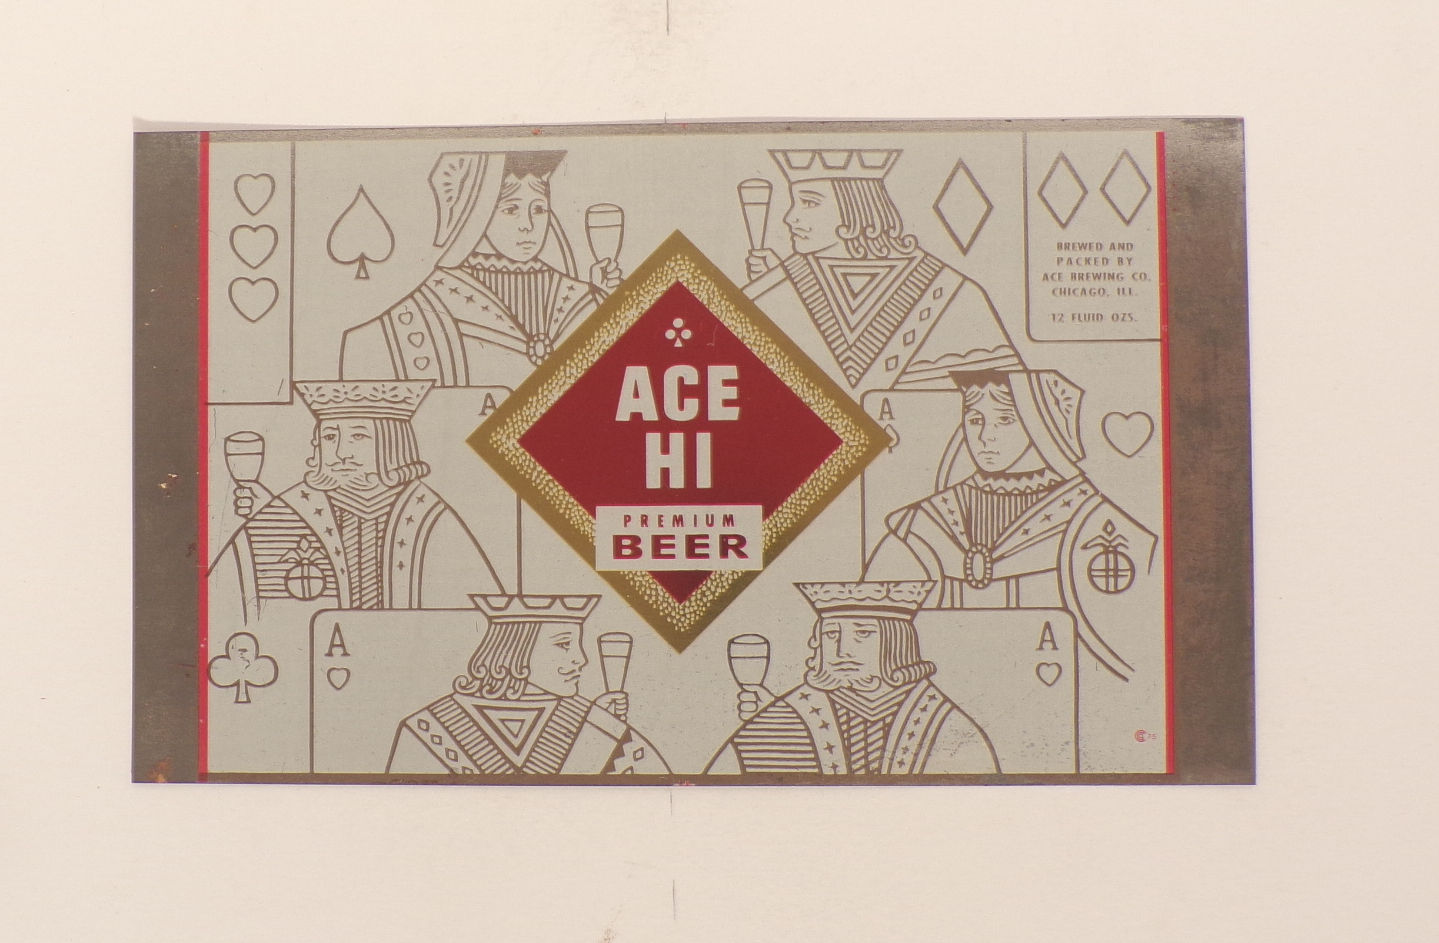 BREWED AND
PACKED BY
ACE BREWING CO.
CHICAGO, ILL.
12 FLUID OZS.
A
A
ACE
HI
PREMIUM
BEER
A
A